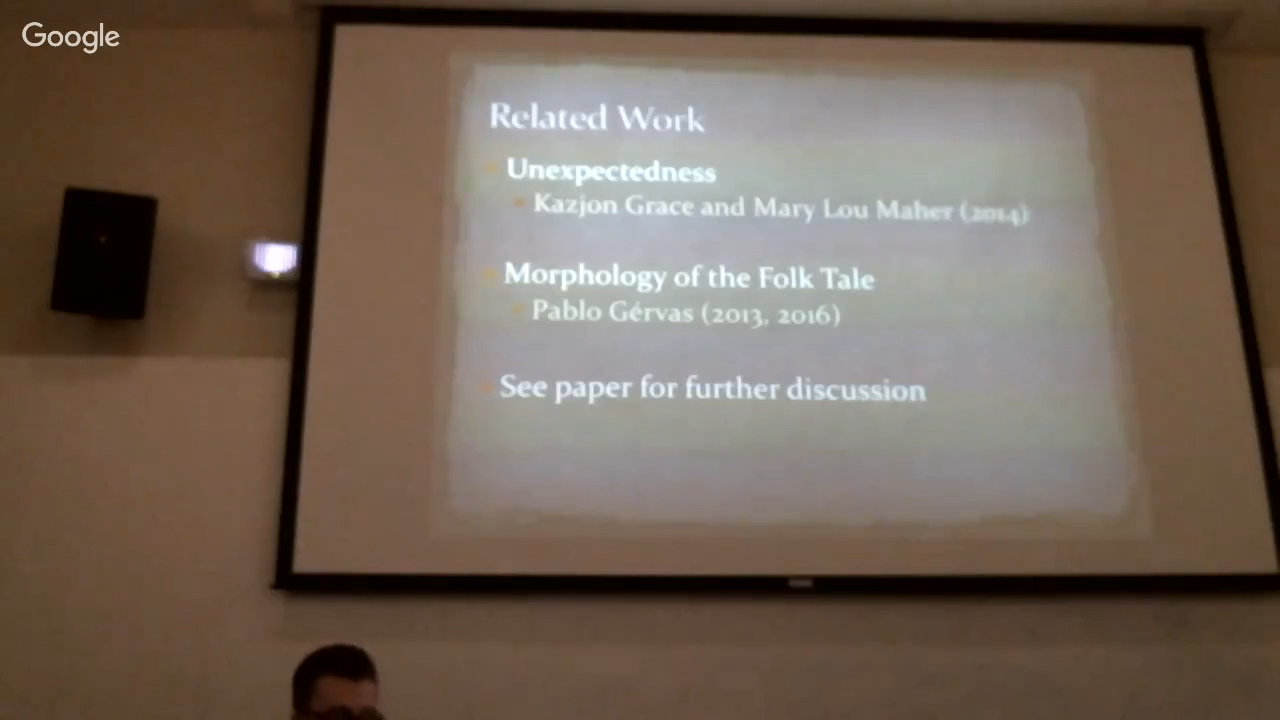 Google
Related Work
Unexpectedness
Kazjon Grace and Mary Lou Maher (2014)
Morphology of the Folk Tale
Pablo Gérvas (2013, 2016)
See paper for further discussion